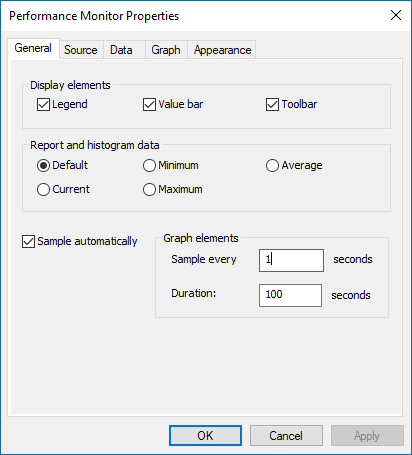 Performance Monitor Properties
General Source Data Graph Appearance
Display elements
Legend Value bar Toolbar
Report and histogram data
Default Minimum Average
Current Maximum
Sample automatically
Graph elements
Sample every 1 seconds
Duration: 100 seconds
OK Cancel Apply